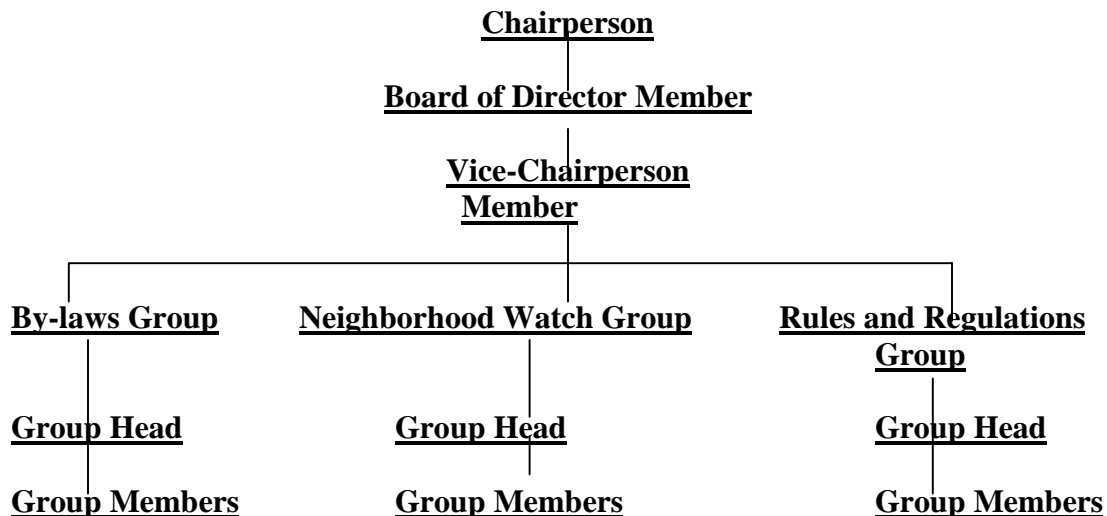 Chairperson
Board of Director Member
Vice-Chairperson
Member
By-laws Group
Neighborhood Watch Group
Rules and Regulations
Group
Group Head
Group Head
Group Head
Group Members
Group Members
Group Members